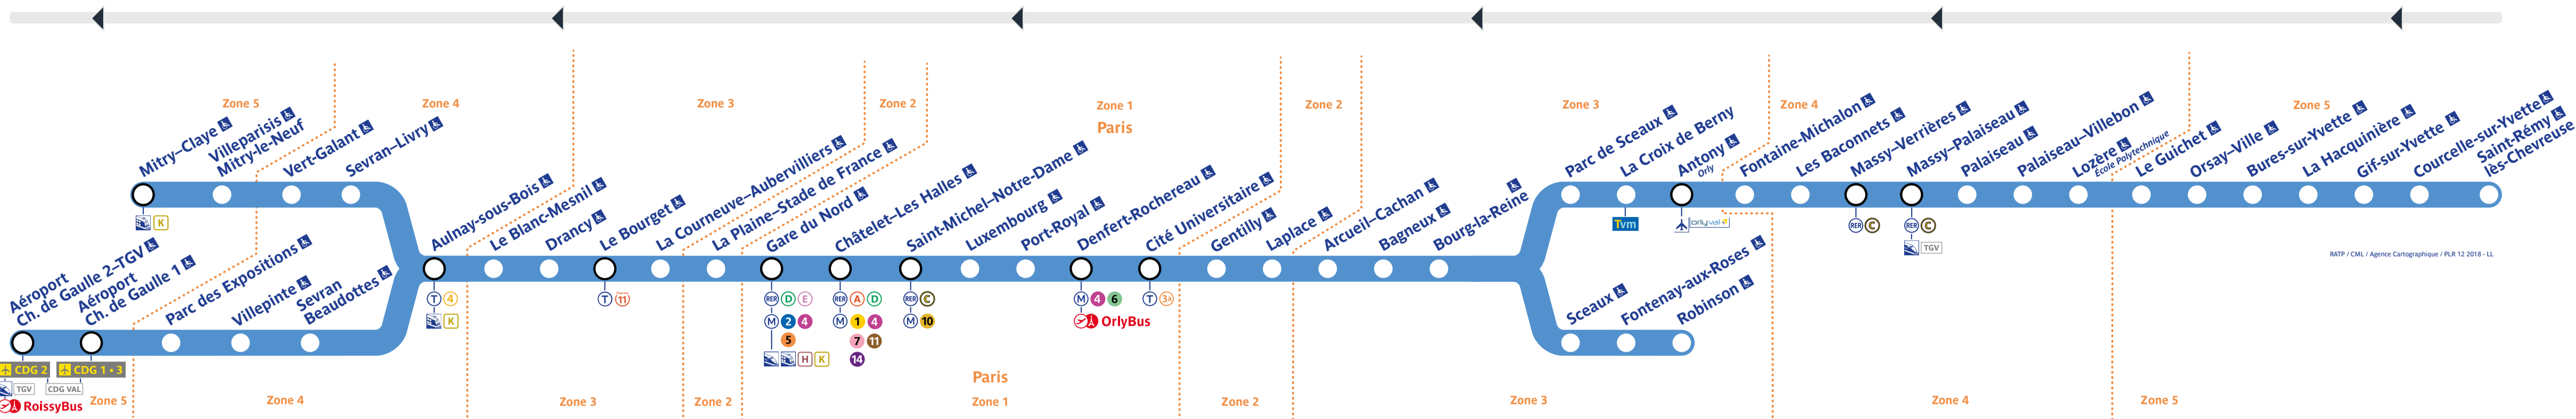 Zone 5
Zone 4
Zone 3
Zone 2
Zone 1
Paris
Zone 2
Zone 3
Zone 4
Zone 5
Mitry–Claye
Villeparisis
Mitry-le-Neuf
Vert-Galant
Sevran–Livry
K
Aéroport
Ch. de Gaulle 2–TGV
Aéroport
Ch. de Gaulle 1
Parc des Expositions
Villepinte
Sevran
Beaudottes
CDG 2
CDG 1 • 3
TGV
CDG VAL
RoissyBus
Aulnay-sous-Bois
T 4
K
Le Blanc-Mesnil
Drancy
Le Bourget
T 11
La Courneuve–Aubervilliers
La Plaine–Stade de France
Gare du Nord
RER D E
M 2 4
5
H K
Châtelet–Les Halles
RER A D
M 1 4
7 11
14
Saint-Michel–Notre-Dame
RER C
M 10
Luxembourg
Port-Royal
Denfert-Rochereau
M 4 6
OrlyBus
Cité Universitaire
T 3a
Gentilly
Laplace
Arcueil–Cachan
Bagneux
Bourg-la-Reine
Parc de Sceaux
La Croix de Berny
Tvm
Antony
Orly
orlyval
Fontaine-Michalon
Les Baconnets
Massy–Verrières
RER C
Massy–Palaiseau
RER C
TGV
Palaiseau
Palaiseau–Villebon
Lozère
École Polytechnique
Le Guichet
Orsay–Ville
Bures-sur-Yvette
La Hacquinière
Gif-sur-Yvette
Courcelle-sur-Yvette
Saint-Rémy
lès-Chevreuse
Sceaux
Fontenay-aux-Roses
Robinson
RATP / CML / Agence Cartographique / PLR 12 2018 - LL
Zone 5
Zone 4
Zone 3
Zone 2
Paris
Zone 1
Zone 2
Zone 3
Zone 4
Zone 5